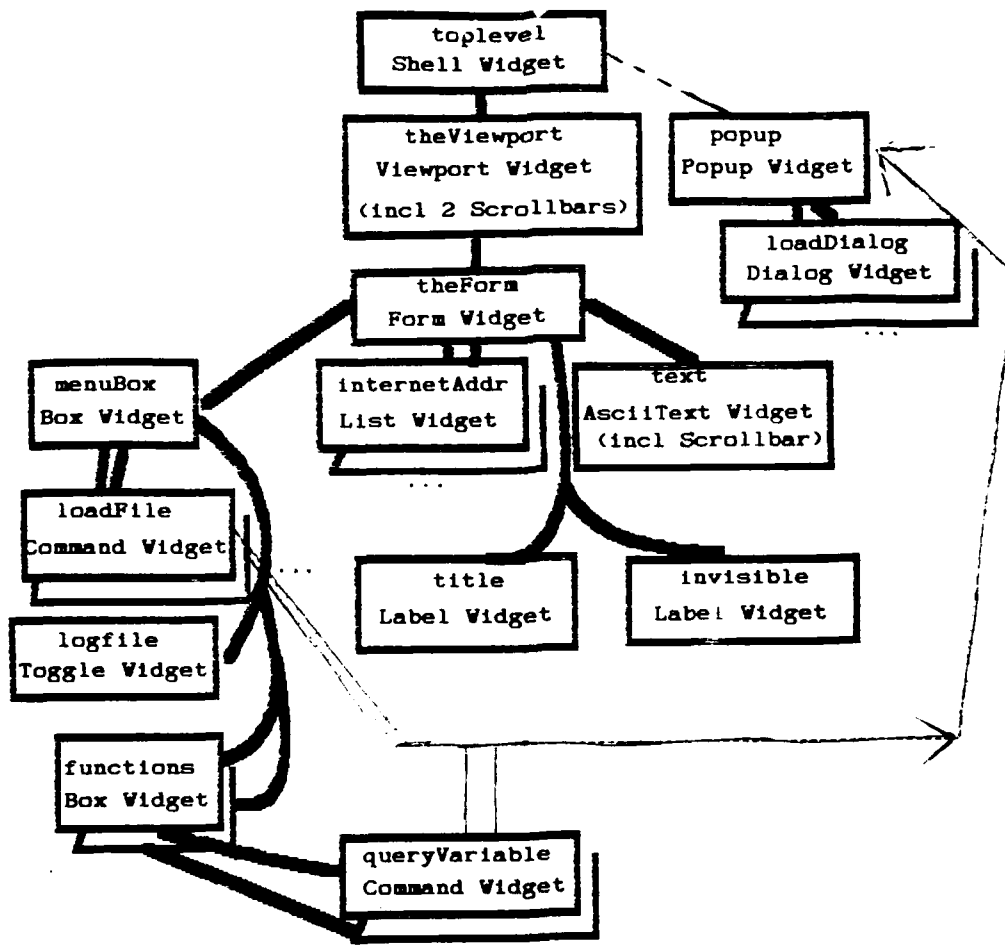 toplevel
Shell Widget
theViewport
Viewport Widget
(incl 2 Scrollbars)
popup
Popup Widget
loadDialog
Dialog Widget
...
theForm
Form Widget
menuBox
Box Widget
internetAddr
List Widget
...
text
AsciiText Widget
(incl Scrollbar)
loadFile
Command Widget
...
title
Label Widget
invisible
Label Widget
logfile
Toggle Widget
functions
Box Widget
queryVariable
Command Widget